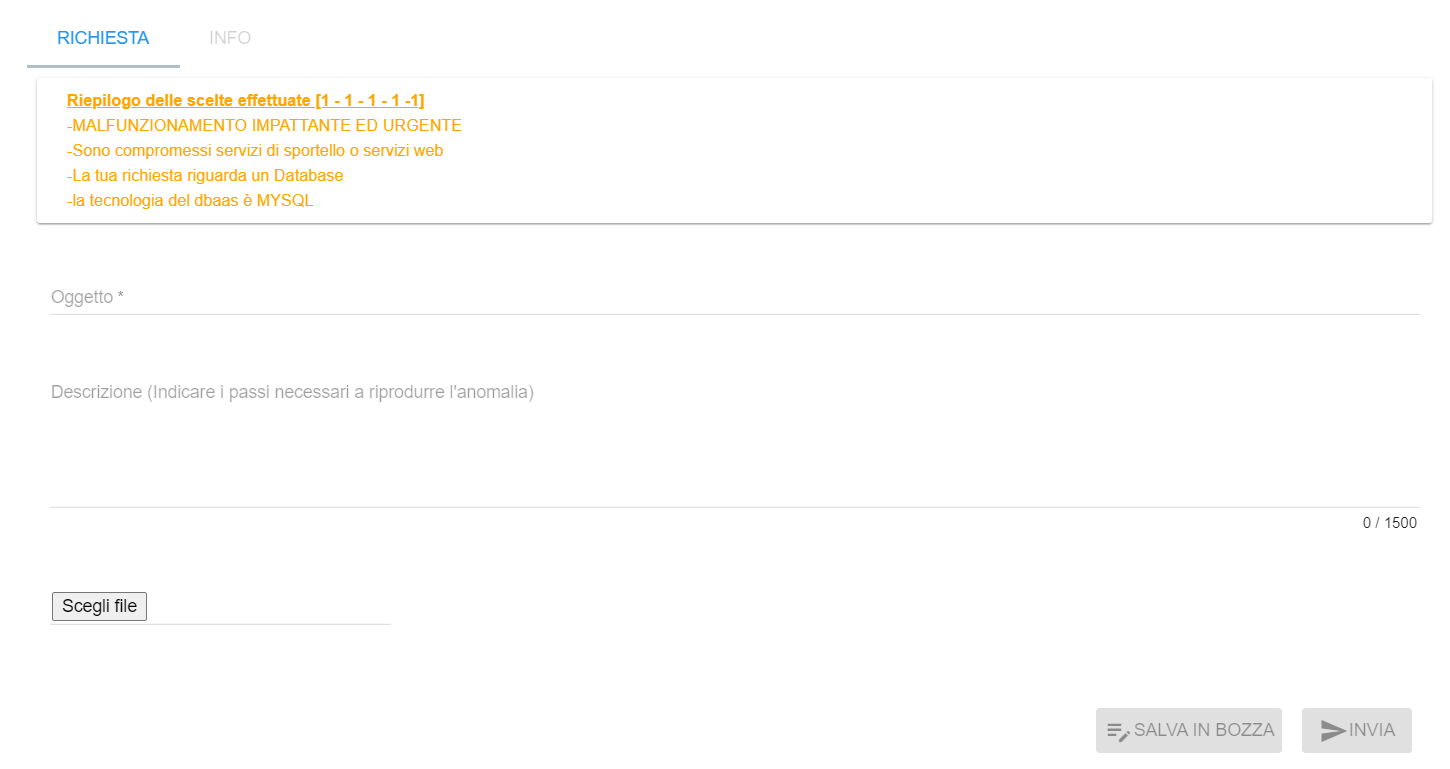 RICHIESTA INFO
Riepilogo delle scelte effettuate [1 - 1 - 1 - 1 -1]
-MALFUNZIONAMENTO IMPATTANTE ED URGENTE
-Sono compromessi servizi di sportello o servizi web
-La tua richiesta riguarda un Database
-la tecnologia del dbaas è MYSQL
Oggetto *
Descrizione (Indicare i passi necessari a riprodurre l'anomalia)
0 / 1500
Scegli file
SALVA IN BOZZA INVIA